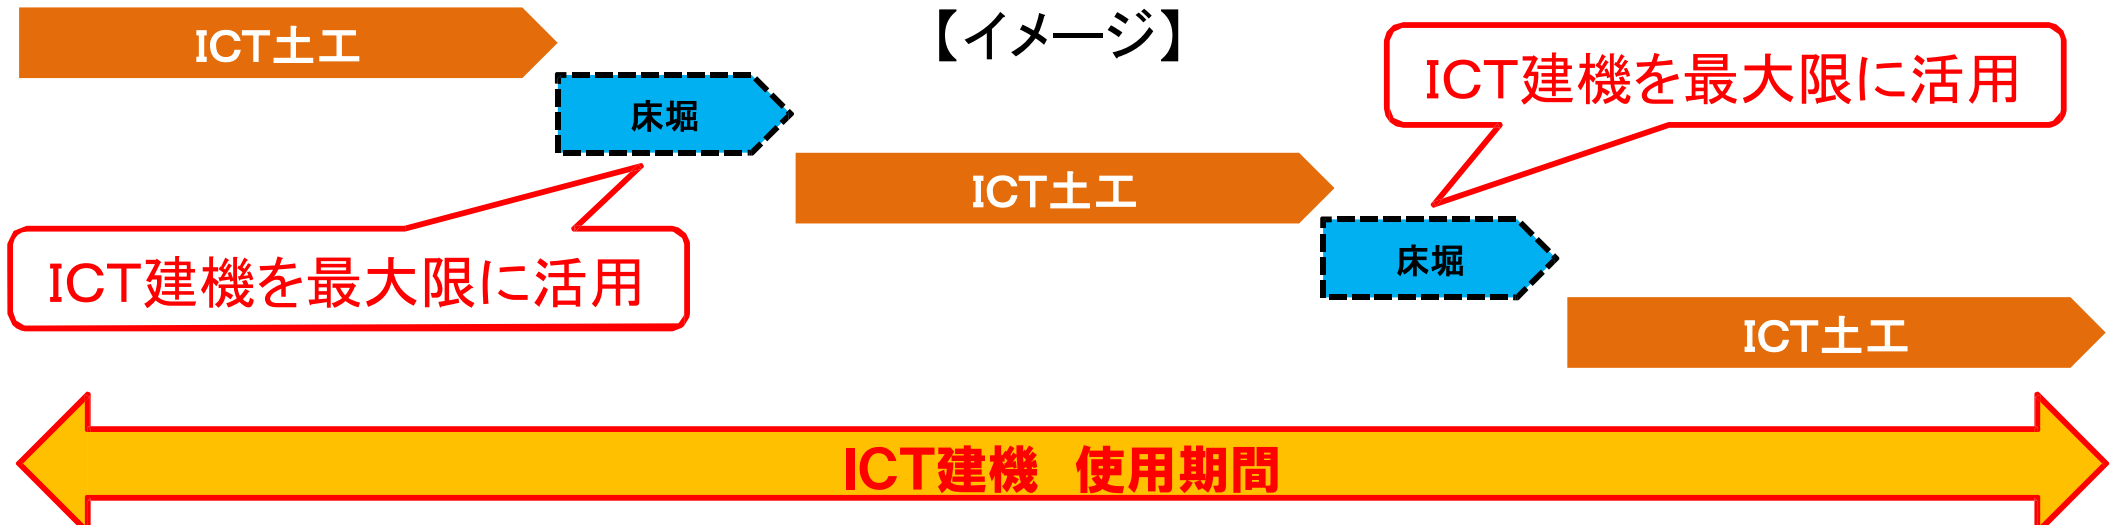 【イメージ】
ICT土工
床堀
ICT建機を最大限に活用
ICT土工
ICT建機を最大限に活用
床堀
ICT土工
ICT建機　使用期間